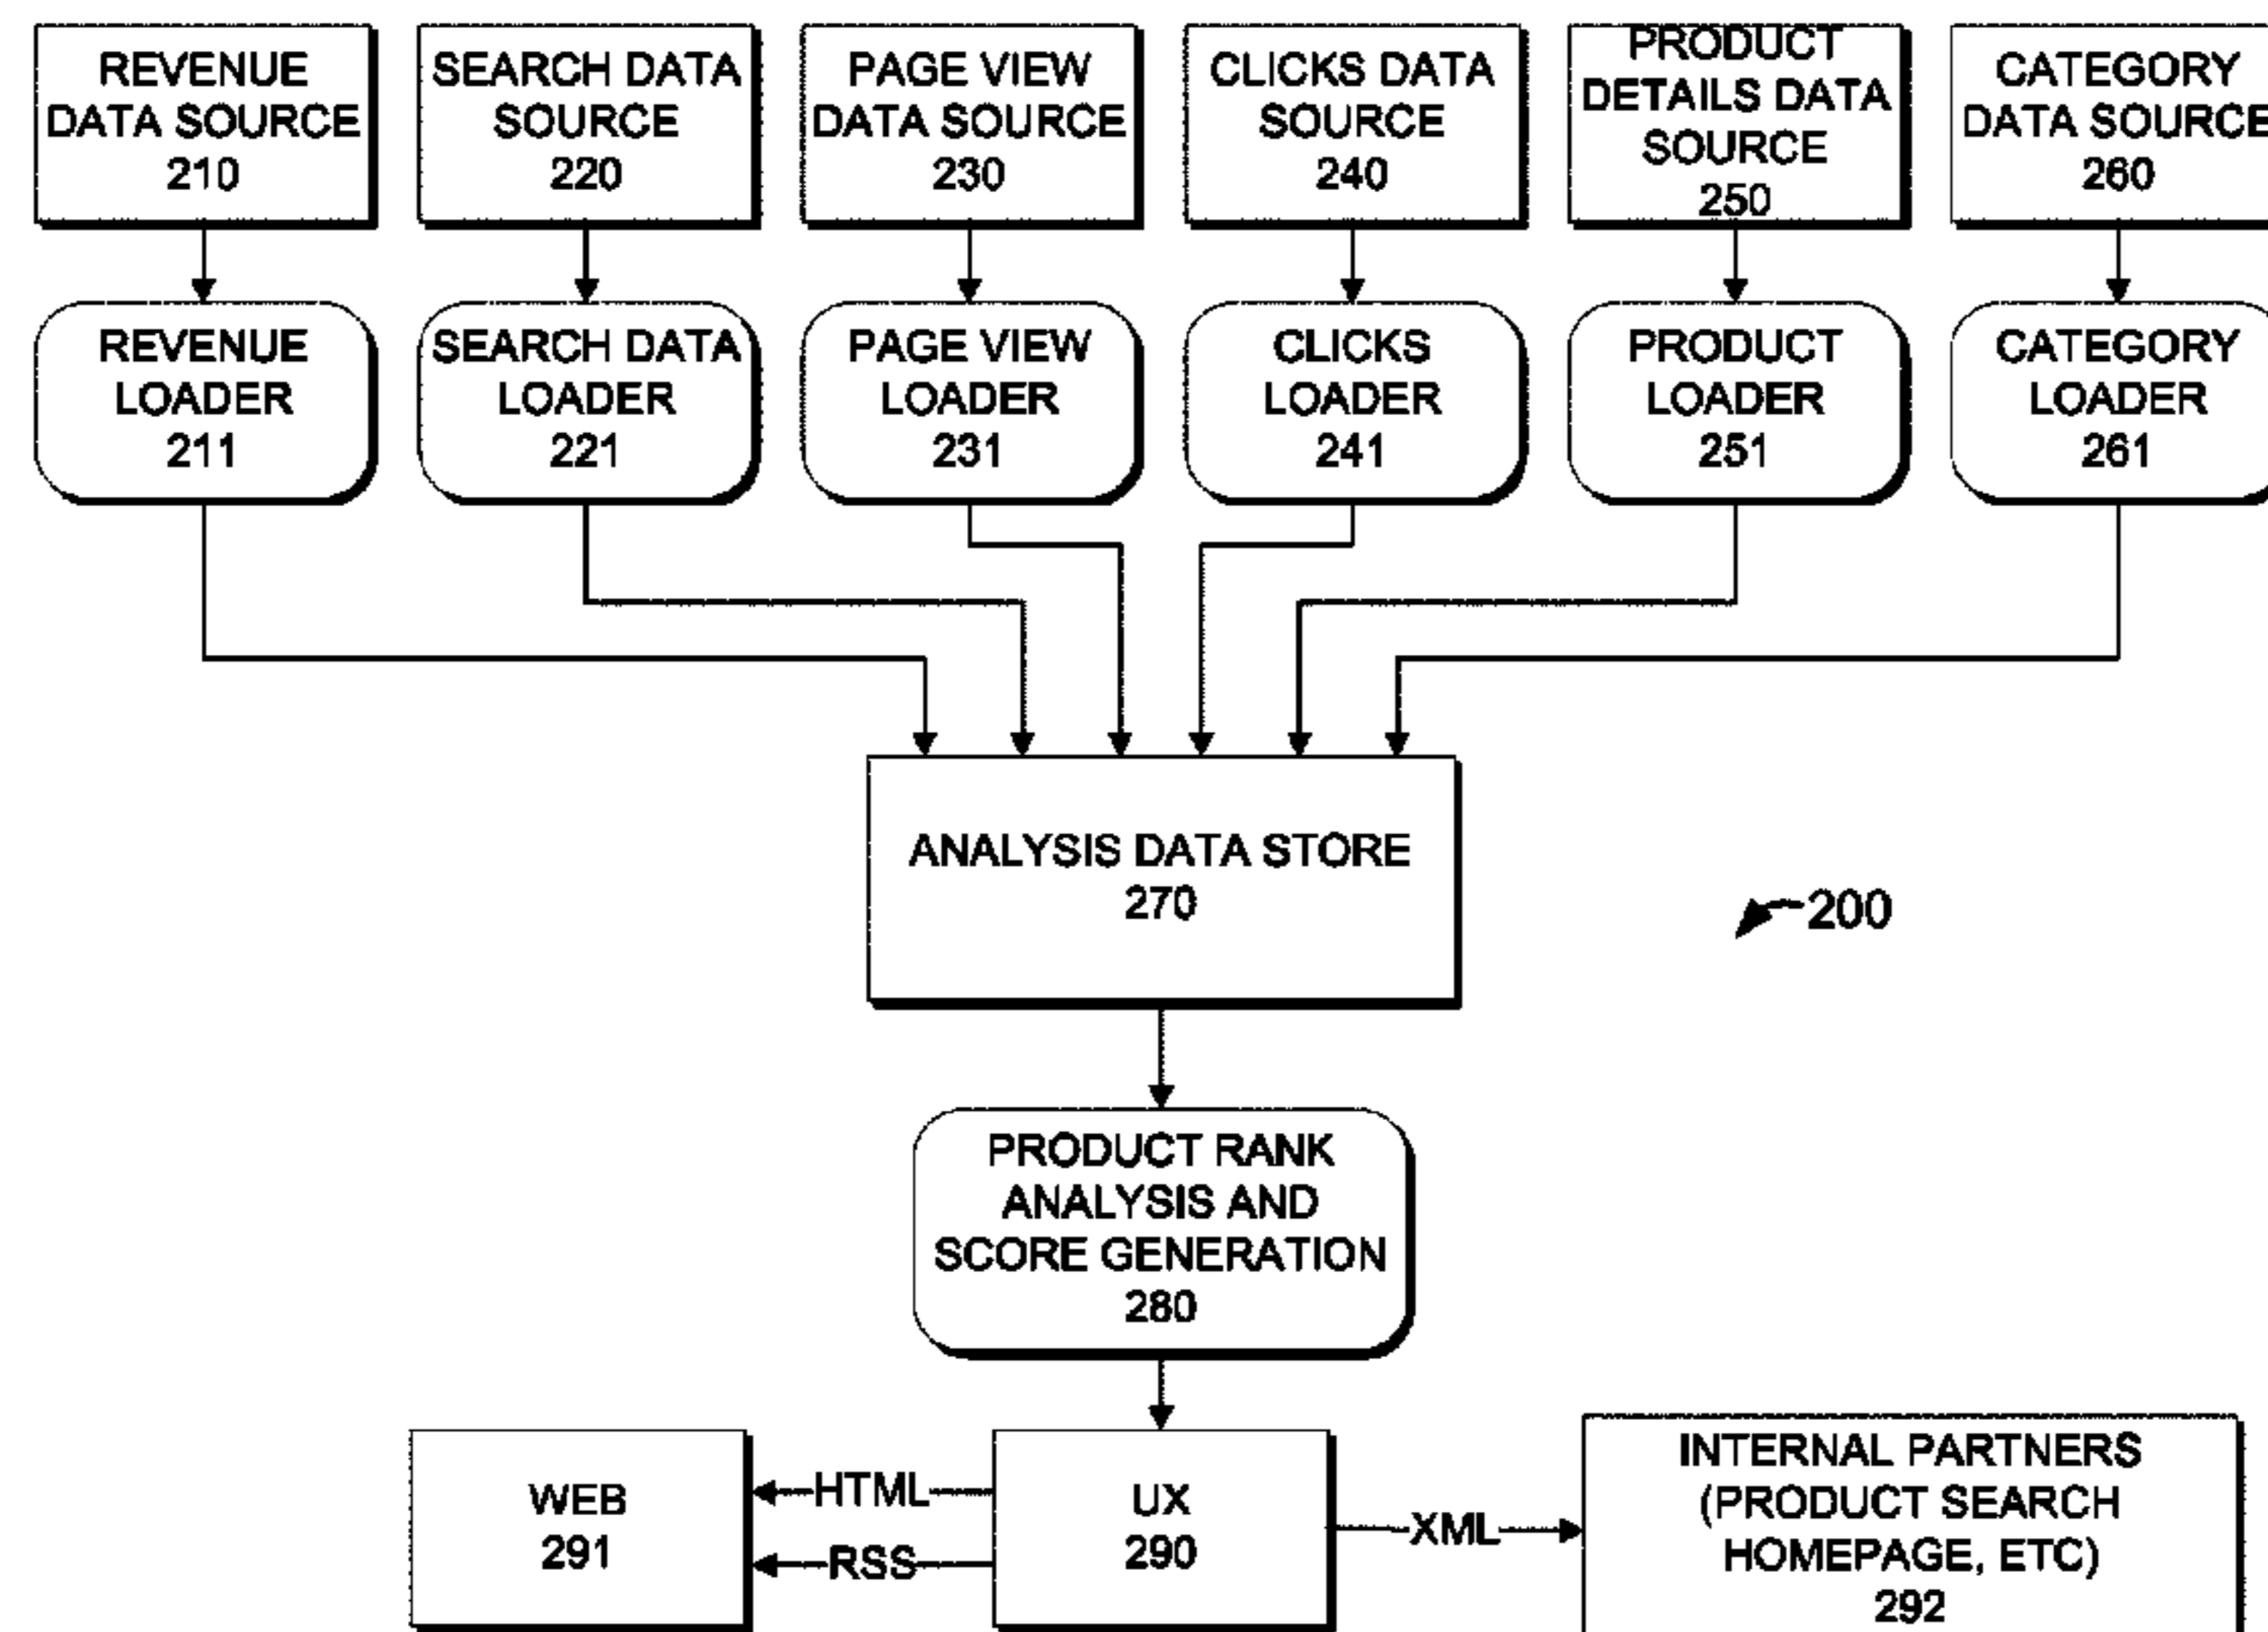 REVENUE
DATA SOURCE
210
SEARCH DATA
SOURCE
220
PAGE VIEW
DATA SOURCE
230
CLICKS DATA
SOURCE
240
PRODUCT
DETAILS DATA
SOURCE
250
CATEGORY
DATA SOURCE
260
REVENUE
LOADER
211
SEARCH DATA
LOADER
221
PAGE VIEW
LOADER
231
CLICKS
LOADER
241
PRODUCT
LOADER
251
CATEGORY
LOADER
261
ANALYSIS DATA STORE
270
200
PRODUCT RANK
ANALYSIS AND
SCORE GENERATION
280
WEB
291
HTML
RSS
UX
290
XML
INTERNAL PARTNERS
(PRODUCT SEARCH
HOMEPAGE, ETC)
292